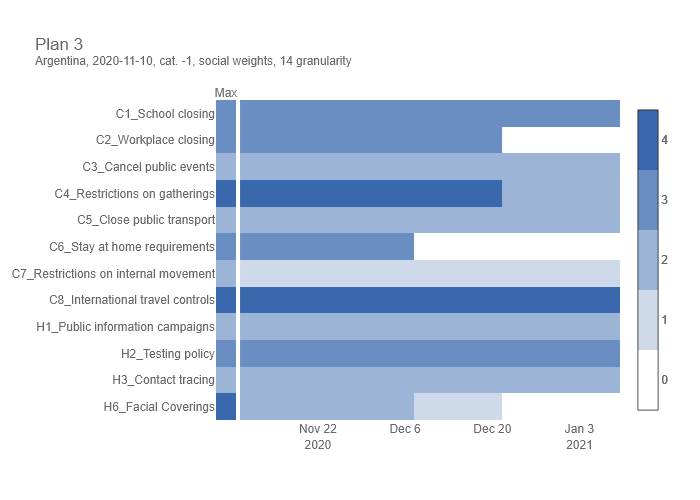 Plan 3
Argentina, 2020-11-10, cat. -1, social weights, 14 granularity
Max
C1_School closing
C2_Workplace closing
C3_Cancel public events
C4_Restrictions on gatherings
C5_Close public transport
C6_Stay at home requirements
C7_Restrictions on internal movement
C8_International travel controls
H1_Public information campaigns
H2_Testing policy
H3_Contact tracing
H6_Facial Coverings
4
3
2
1
0
Nov 22 Dec 6 Dec 20 Jan 3
2020 2021